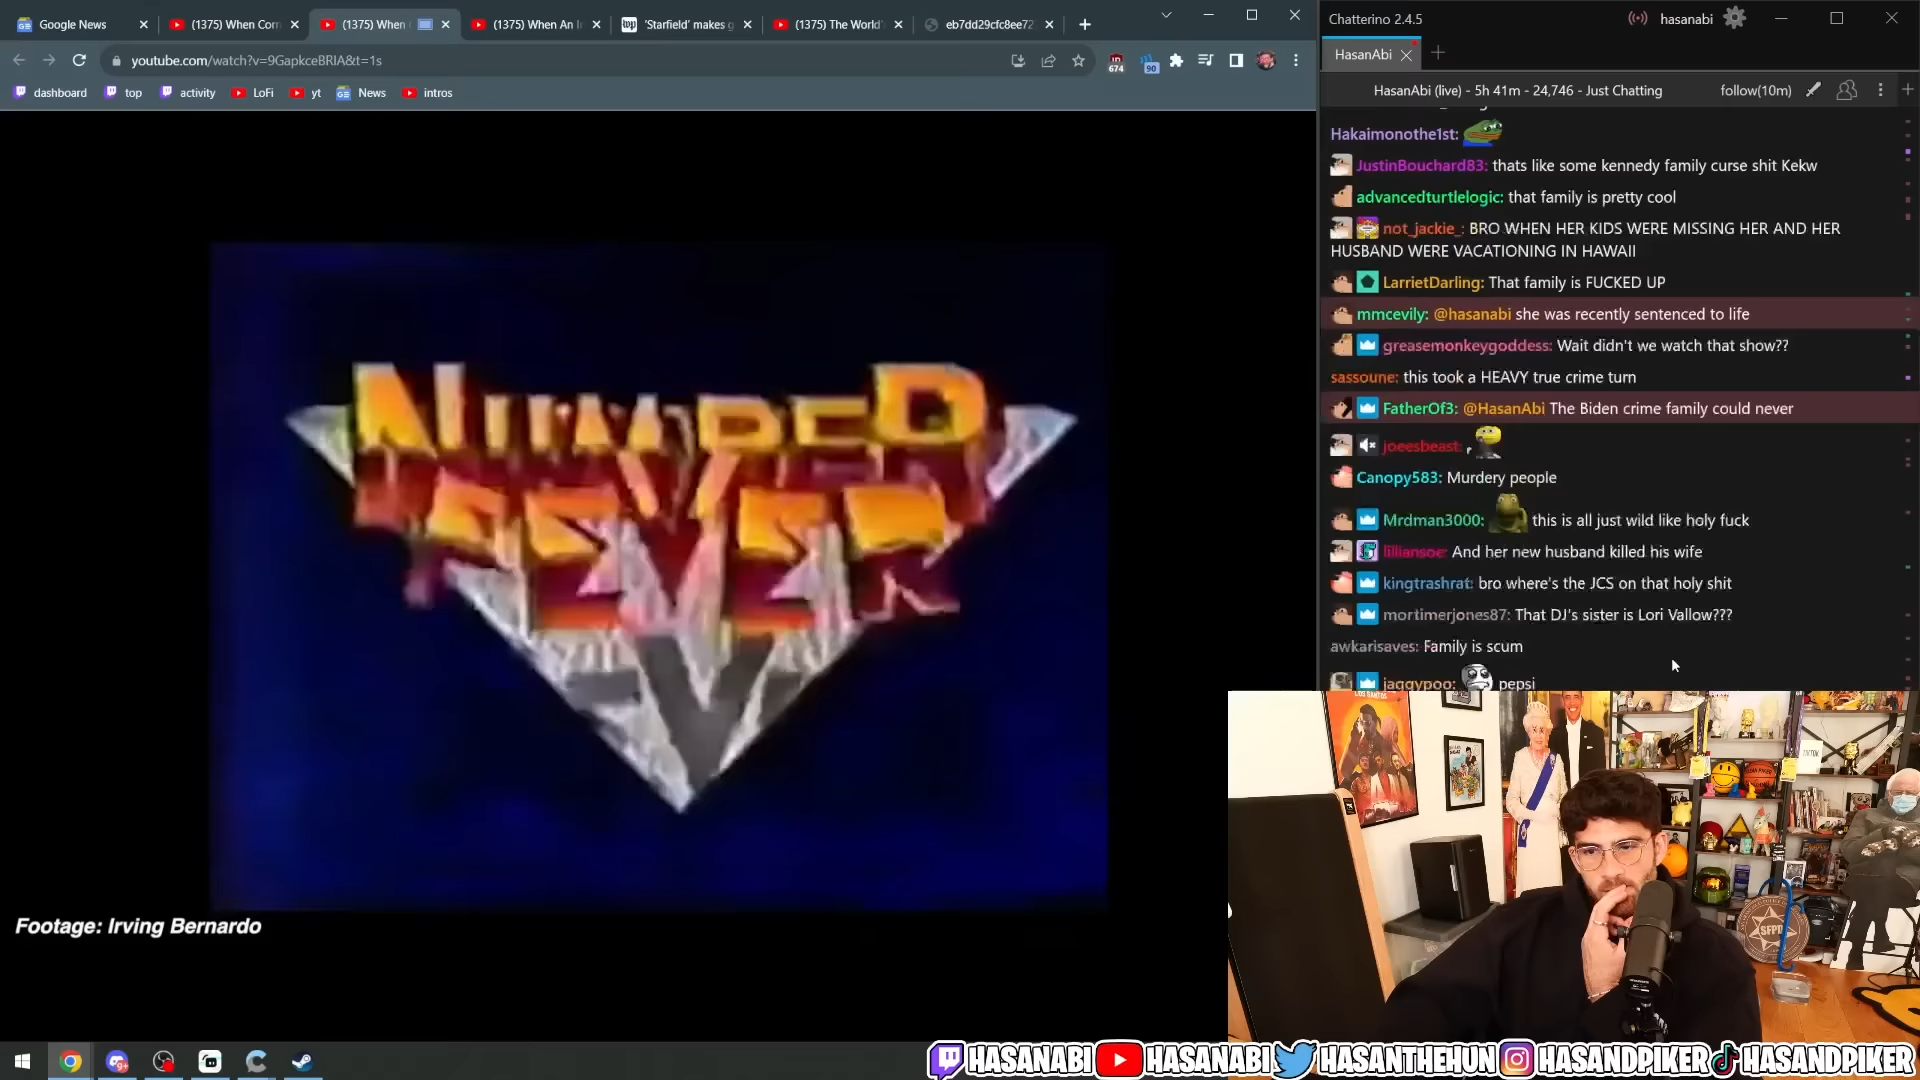 Google News
(1375) When Corr
(1375) When
(1375) When An I
'Starfield' makes g
(1375) The World'
eb7dd29cfc8ee72
youtube.com/watch?v=9GapkceBRIA&t=1s
674
90
dashboard
top
activity
LoFi
yt
News
intros
NUMBER
FEVER
Footage: Irving Bernardo
Chatterino 2.4.5
hasanabi
HasanAbi
HasanAbi (live) - 5h 41m - 24,746 - Just Chatting
follow(10m)
Hakaimonothe1st:
JustinBouchard83: thats like some kennedy family curse shit Kekw
advancedturtlelogic: that family is pretty cool
not_jackie_: BRO WHEN HER KIDS WERE MISSING HER AND HER
HUSBAND WERE VACATIONING IN HAWAII
LarrietDarling: That family is FUCKED UP
mmcevily: @hasanabi she was recently sentenced to life
greasemonkeygoddess: Wait didn't we watch that show??
sassoune: this took a HEAVY true crime turn
FatherOf3: @HasanAbi The Biden crime family could never
joeesbeast:
Canopy583: Murdery people
Mrdman3000: this is all just wild like holy fuck
lilliansoe: And her new husband killed his wife
kingtrashrat: bro where's the JCS on that holy shit
mortimerjones87: That DJ's sister is Lori Vallow???
awkarisaves: Family is scum
jaggypoo: pepsi
SFPD
HASANABI
HASANABI
HASANTHEHUN
HASANDPIKER
HASANDPIKER